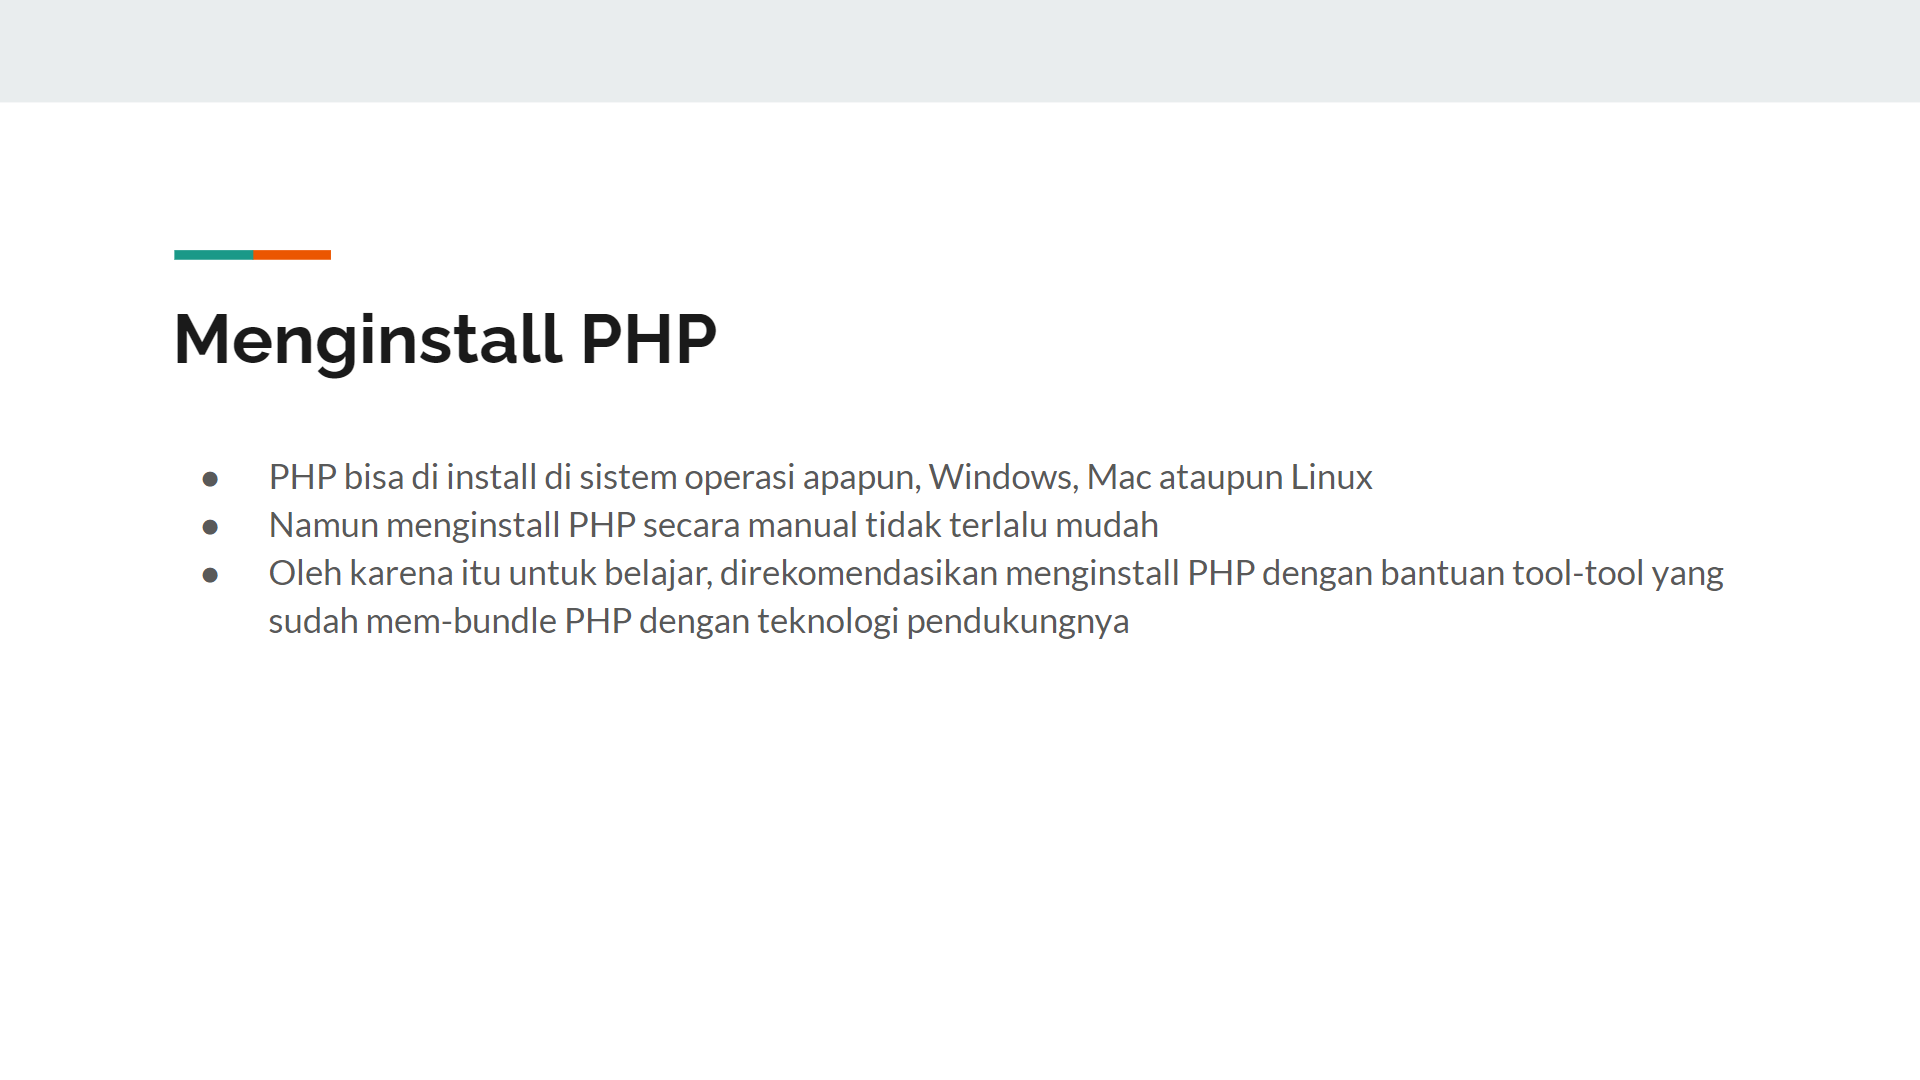 Menginstall PHP
● PHP bisa di install di sistem operasi apapun, Windows, Mac ataupun Linux
● Namun menginstall PHP secara manual tidak terlalu mudah
● Oleh karena itu untuk belajar, direkomendasikan menginstall PHP dengan bantuan tool-tool yang
sudah mem-bundle PHP dengan teknologi pendukungnya